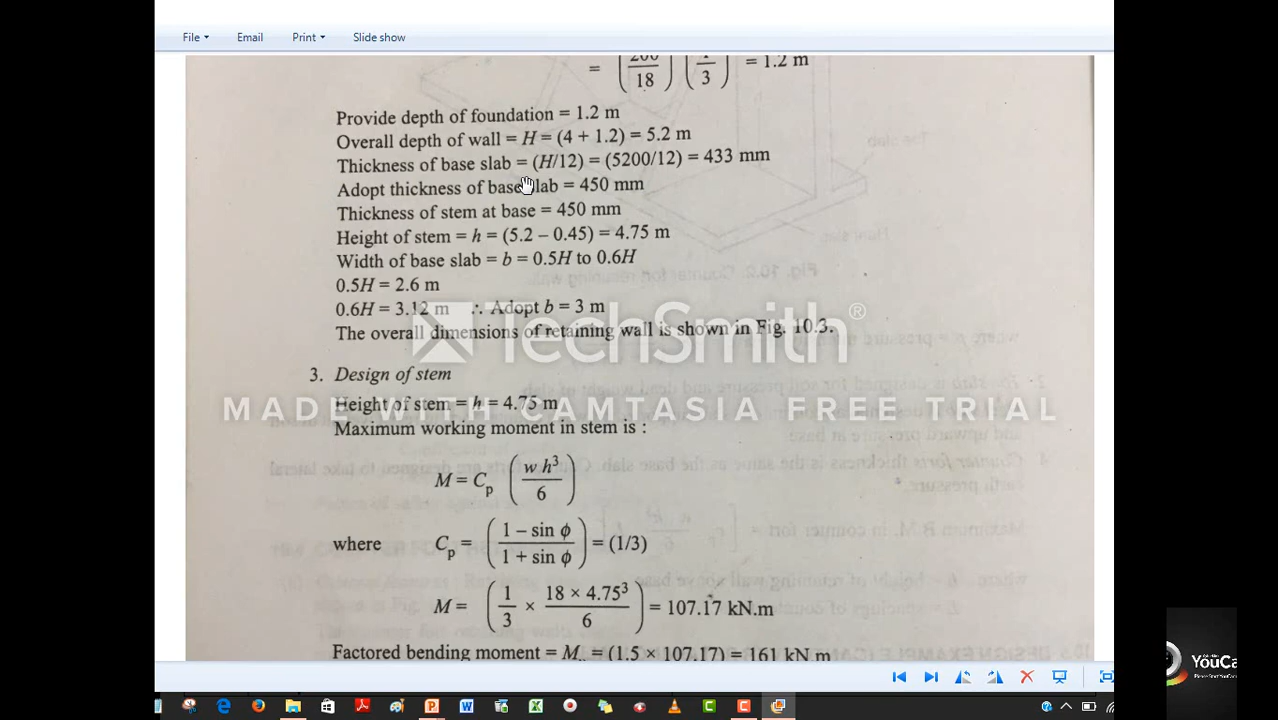 File Email Print Slide show
= ( /18) ( /3) = 1.2 m
Provide depth of foundation = 1.2 m
Overall depth of wall = H = (4 + 1.2) = 5.2 m
Thickness of base slab = (H/12) = (5200/12) = 433 mm
Adopt thickness of base slab = 450 mm
Thickness of stem at base = 450 mm
Height of stem = h = (5.2 – 0.45) = 4.75 m
Width of base slab = b = 0.5H to 0.6H
0.5H = 2.6 m
0.6H = 3.12 m ∴ Adopt b = 3 m
The overall dimensions of retaining wall is shown in Fig. 10.3.
TechSmith®
3. Design of stem
Height of stem = h = 4.75 m
MADE WITH CAMTASIA FREE TRIAL
Maximum working moment in stem is :
M = Cp (w h³/6)
where Cp = (1 – sin ϕ/1 + sin ϕ) = (1/3)
M = (1/3 × 18 × 4.75³/6) = 107.17 kN.m
Factored bending moment = M = (1.5 × 107.17) = 161 kN m
YouCa